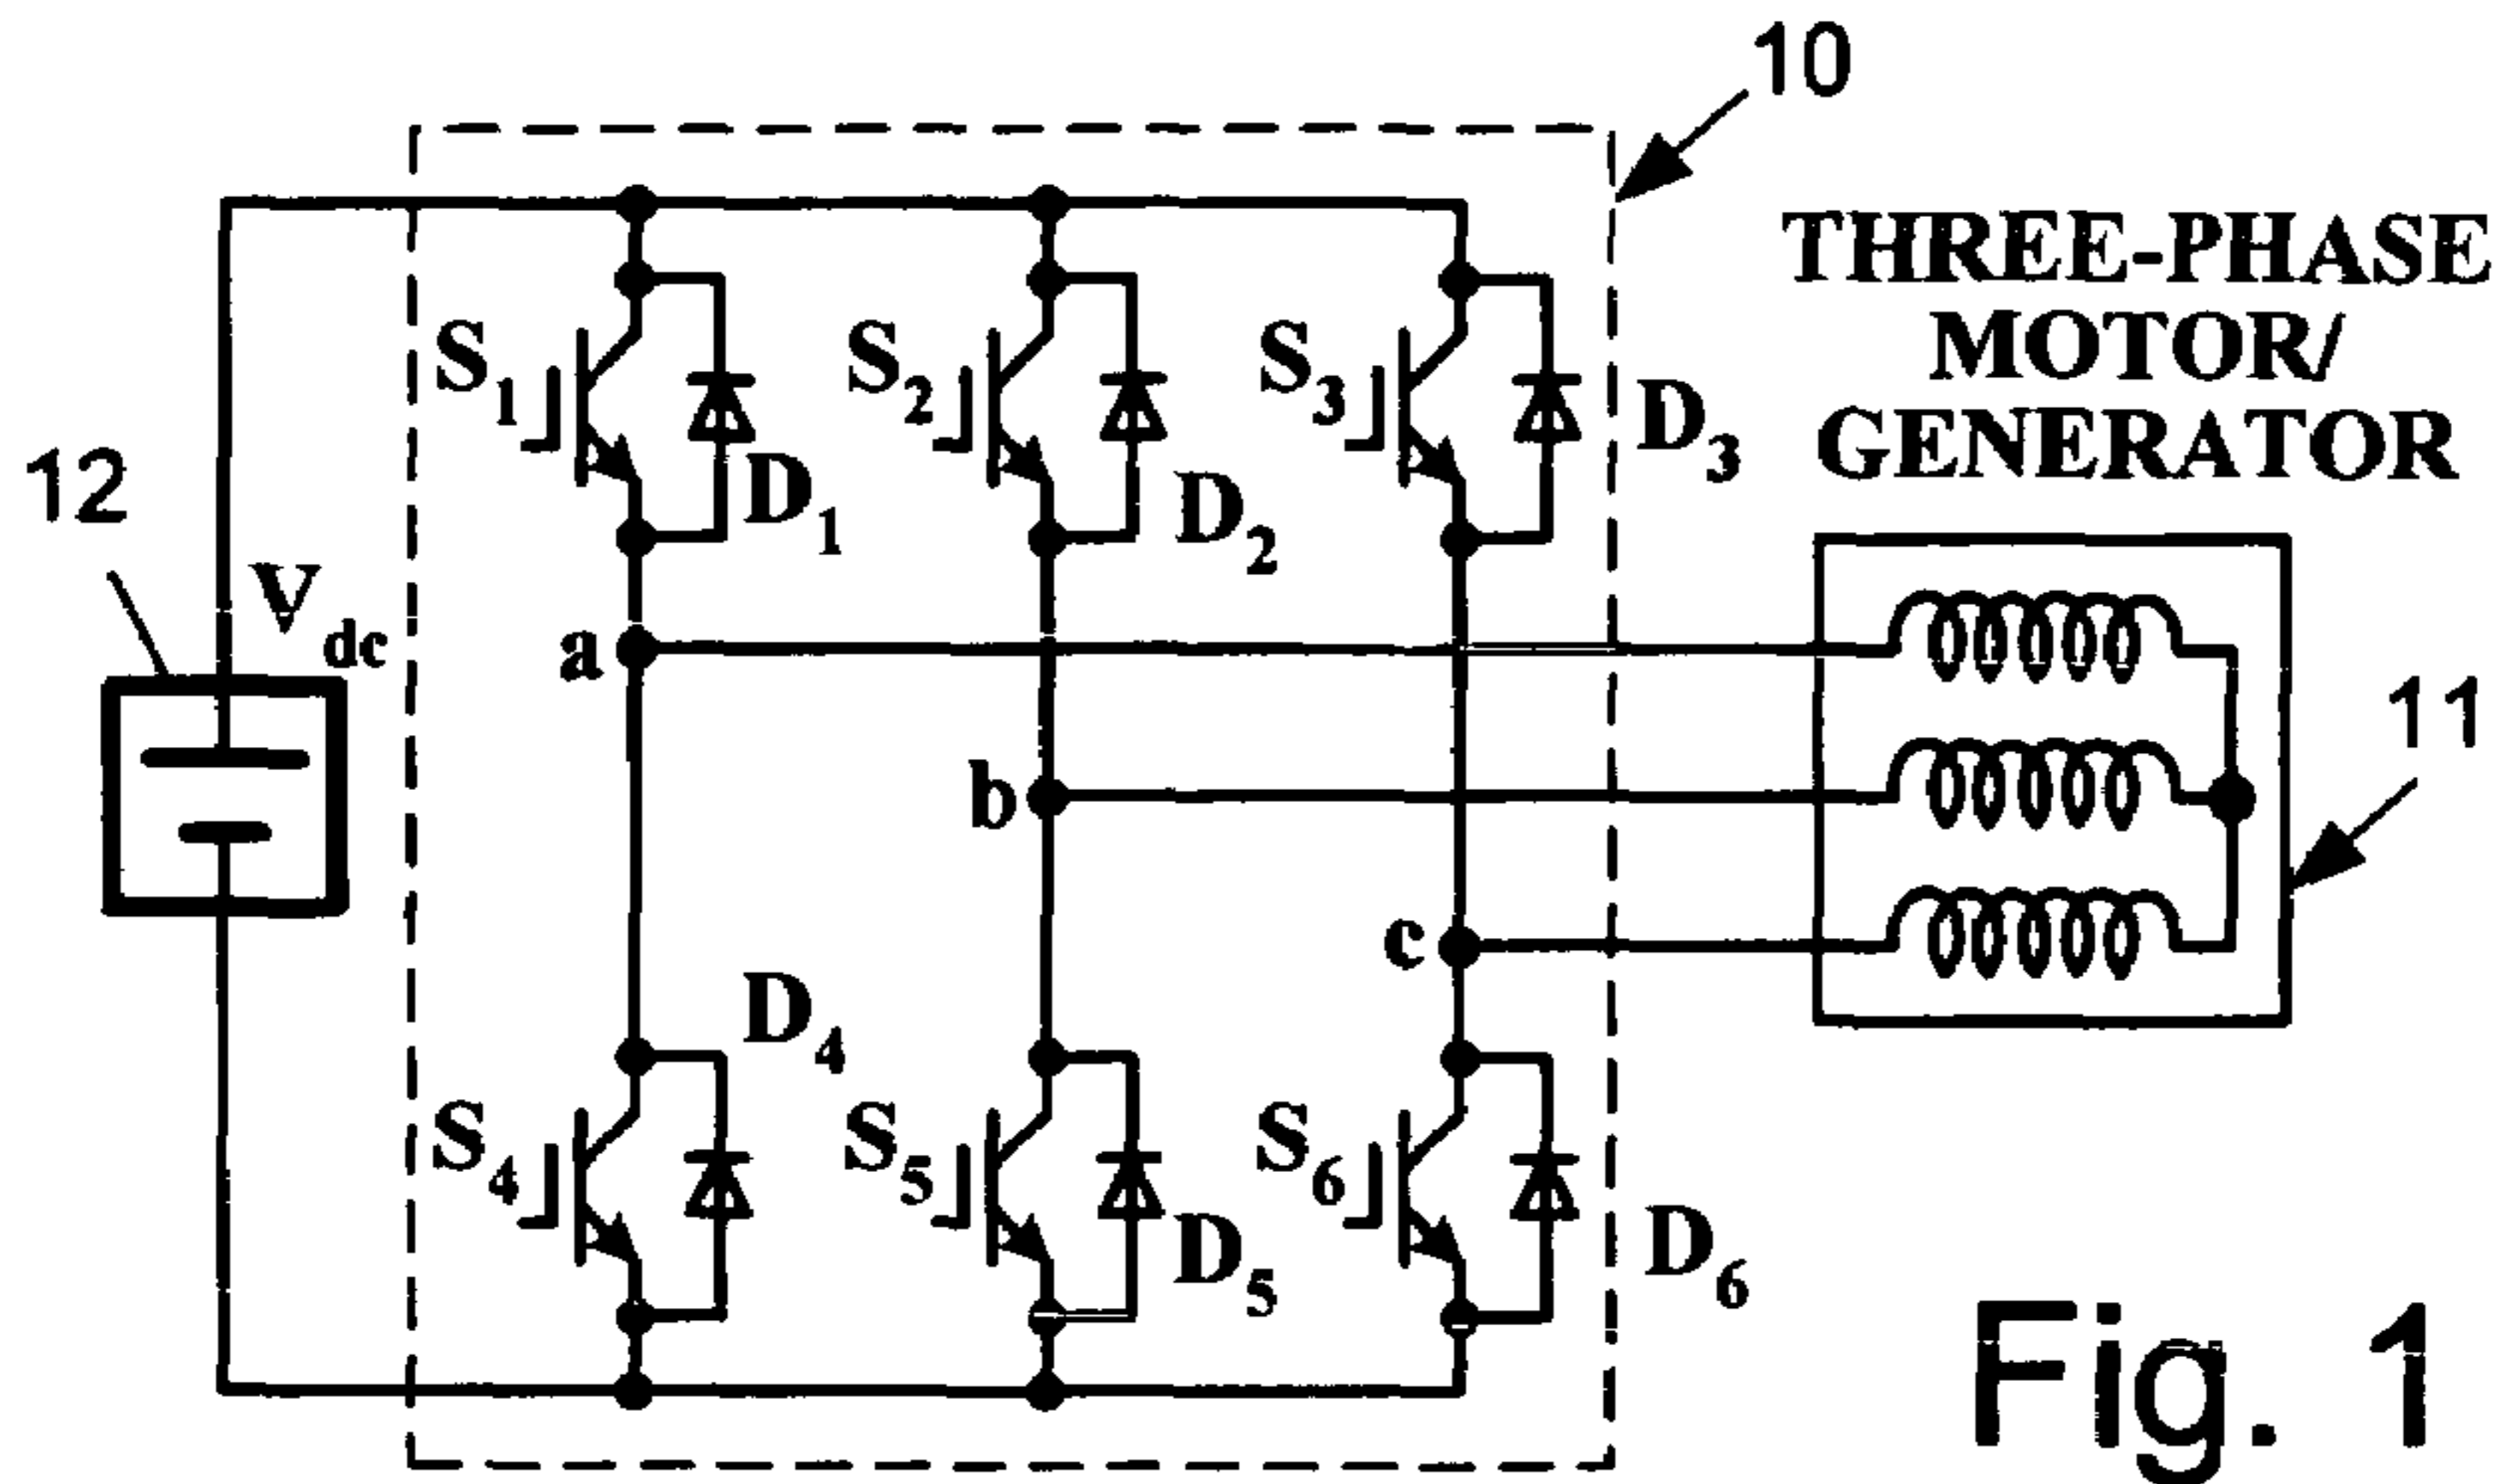 10
THREE-PHASE
MOTOR/
GENERATOR
S1
D1
S2
D2
S3
D3
12
Vdc
a
b
c
11
D4
S4
S5
D5
S6
D6
Fig. 1